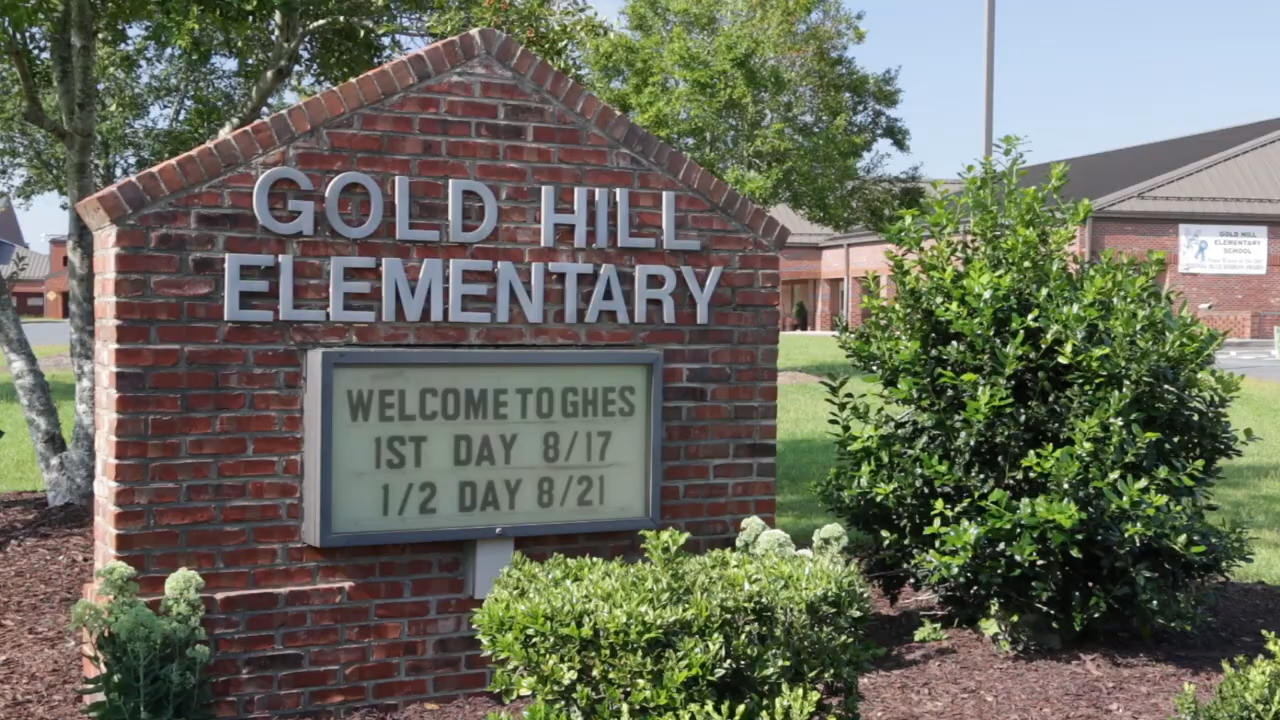 GOLD HILL
ELEMENTARY
WELCOME TO GHES
1ST DAY 8/17
1/2 DAY 8/21
GOLD HILL
ELEMENTARY
SCHOOL